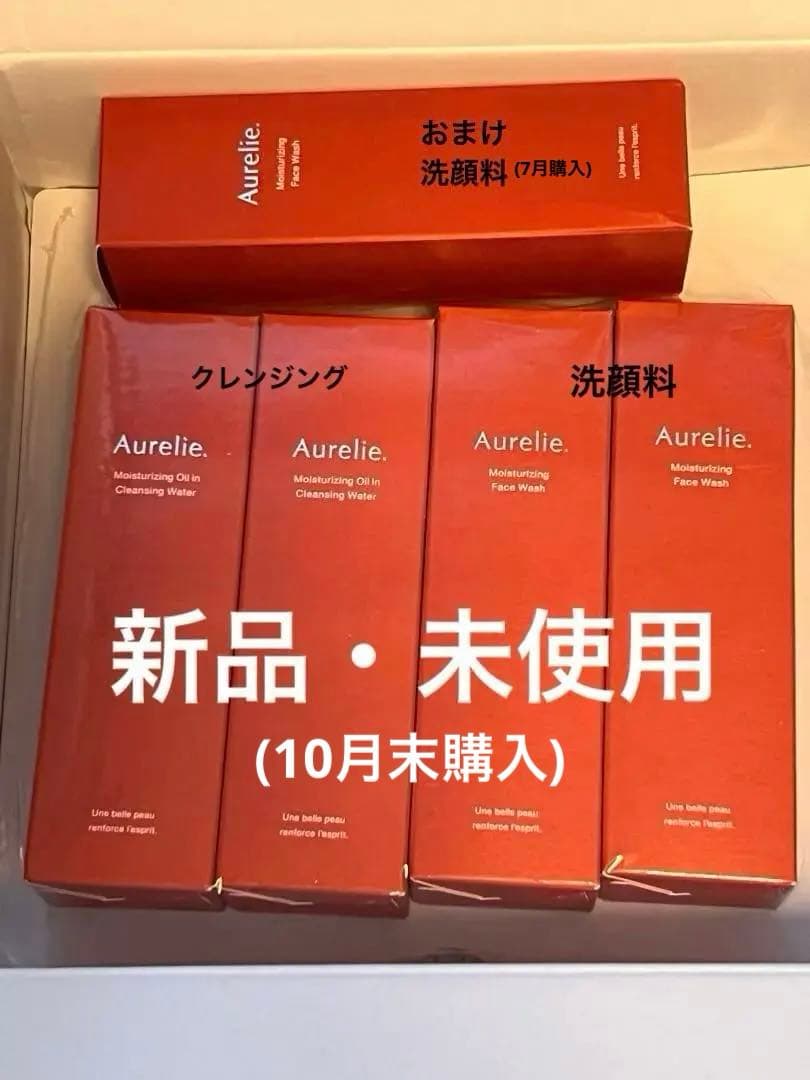 Aurelie.
Moisturizing
Face Wash
おまけ
洗顔料 (7月購入)
Une belle peau
renforce l'esprit.
クレンジング
洗顔料
Aurelie.
Moisturizing Oil in
Cleansing Water
Aurelie.
Moisturizing Oil in
Cleansing Water
Aurelie.
Moisturizing
Face Wash
Aurelie.
Moisturizing
Face Wash
新品・未使用
(10月末購入)
Une belle peau
renforce l'esprit.
Une belle peau
renforce l'esprit.
Une belle peau
renforce l'esprit.
Une belle peau
renforce l'esprit.